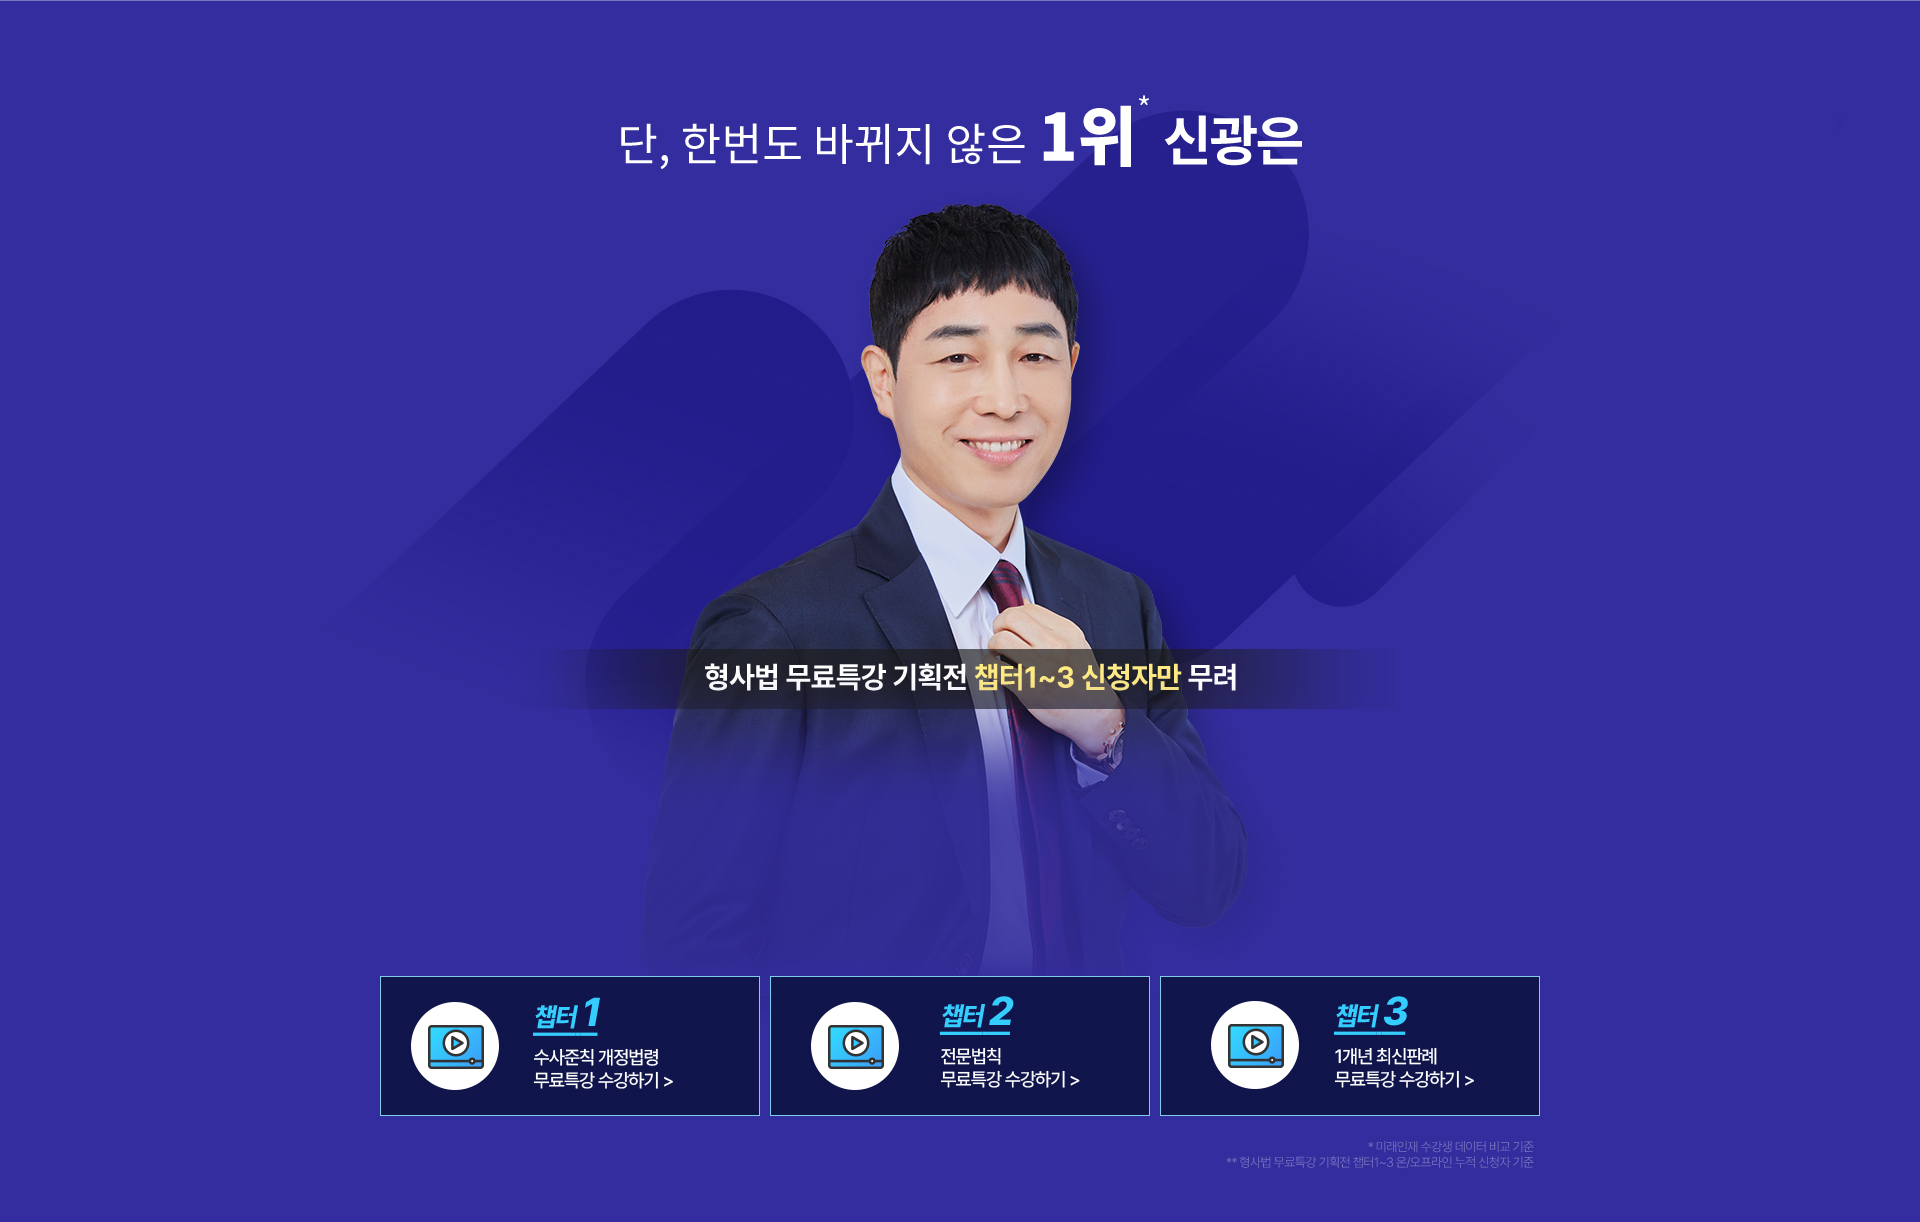 단, 한번도 바뀌지 않은 1위* 신광은
형사법 무료특강 기획전 챕터1~3 신청자만 무려
챕터 1
수사준칙 개정법령
무료특강 수강하기 >
챕터 2
전문법칙
무료특강 수강하기 >
챕터 3
1개년 최신판례
무료특강 수강하기 >
* 미래인재 수강생 데이터 비교 기준
** 형사법 무료특강 기획전 챕터1~3 온/오프라인 누적 신청자 기준